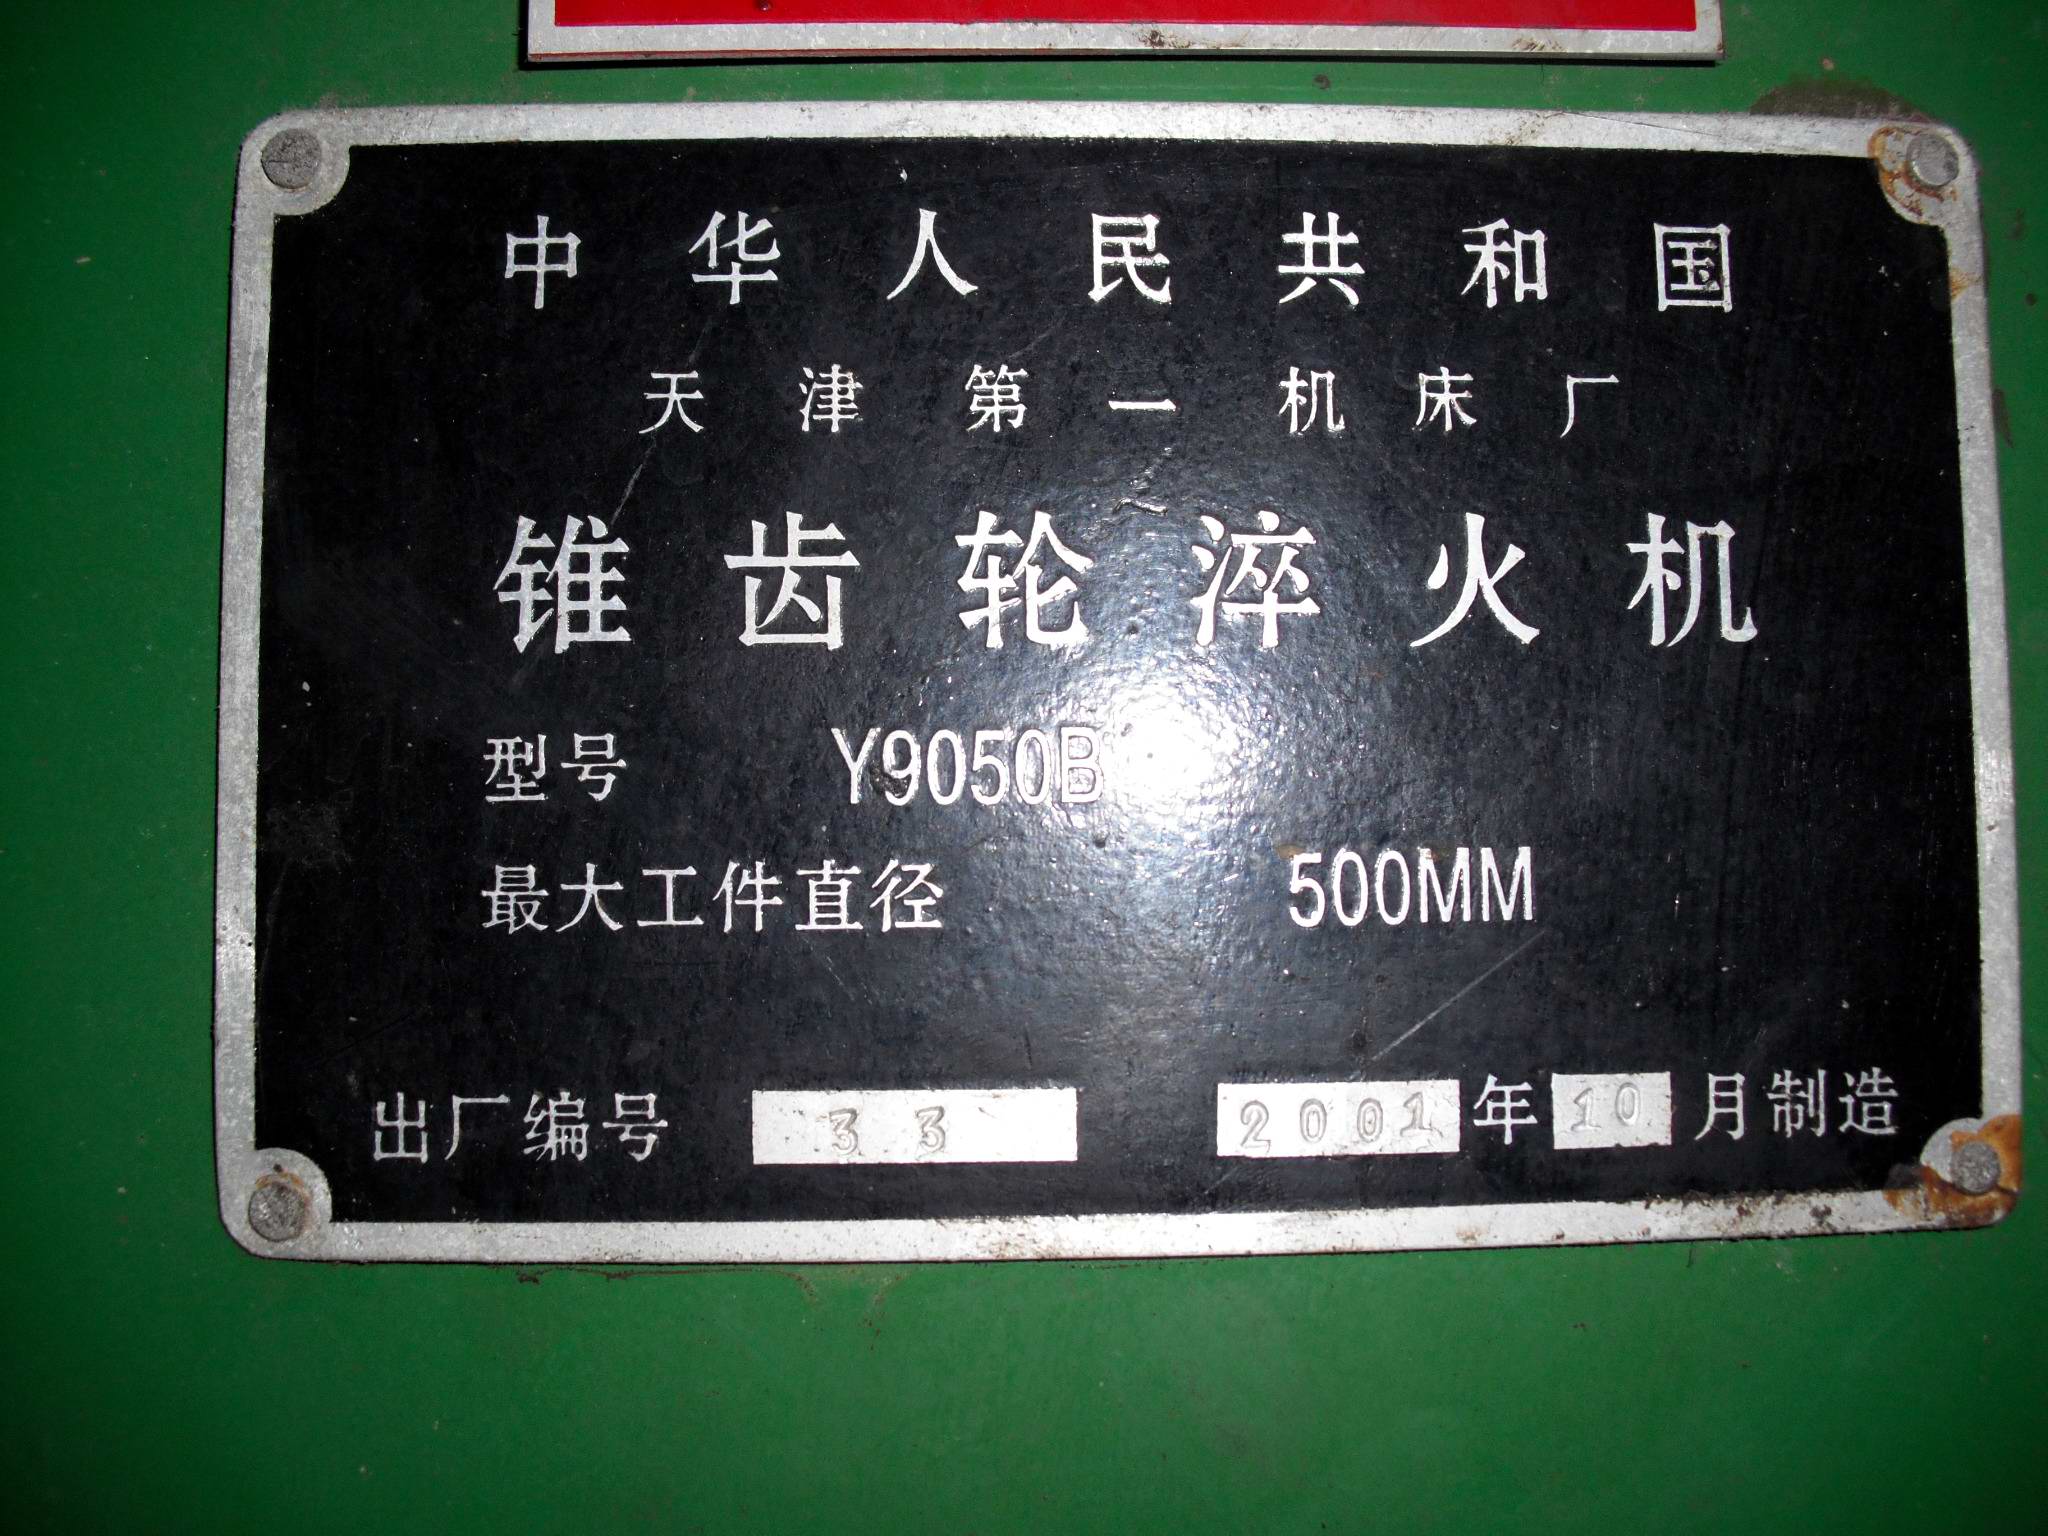 中华人民共和国
天津第一机床厂
锥齿轮淬火机
型号 Y9050B
最大工件直径 500MM
出厂编号 33 2001年10月制造